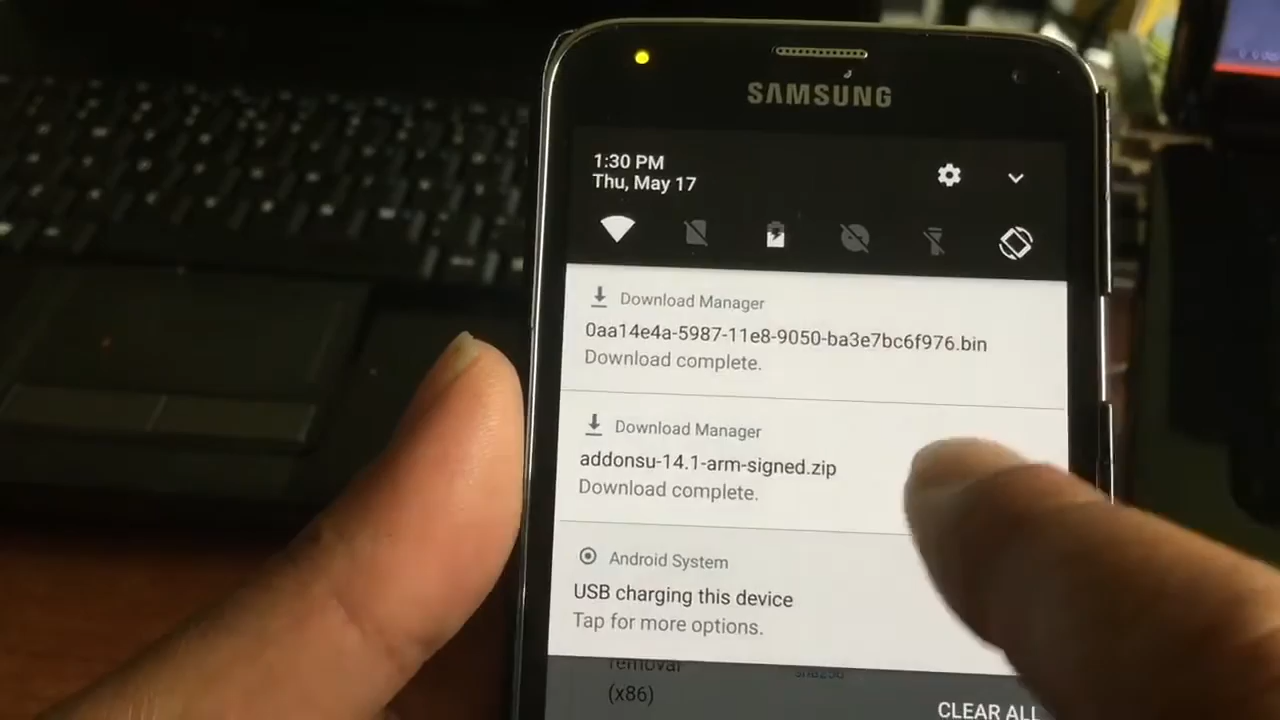 SAMSUNG
1:30 PM
Thu, May 17
Download Manager
0aa14e4a-5987-11e8-9050-ba3e7bc6f976.bin
Download complete.
Download Manager
addonsu-14.1-arm-signed.zip
Download complete.
Android System
USB charging this device
Tap for more options.
removal
(x86)
CLEAR ALL